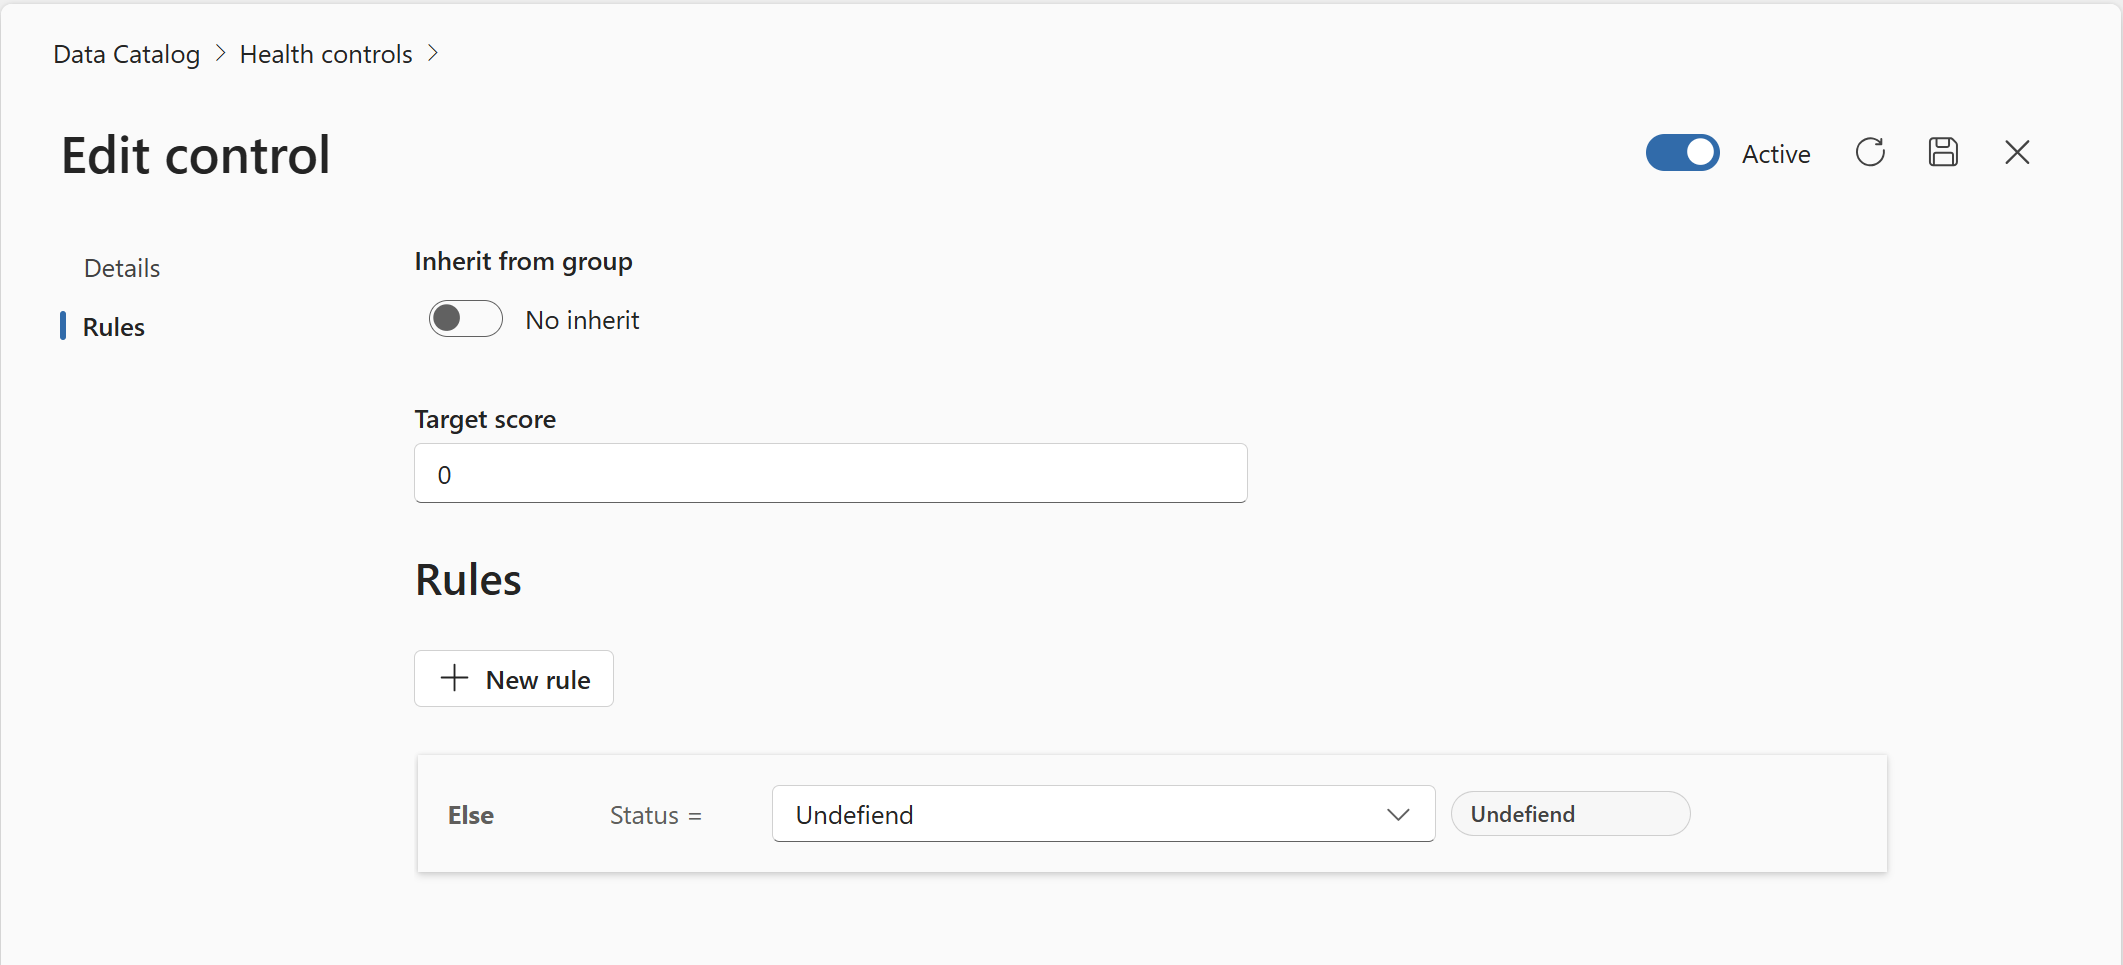 Data Catalog > Health controls >
Edit control
Active
Details
Rules
Inherit from group
No inherit
Target score
0
Rules
+ New rule
Else Status = Undefiend Undefiend